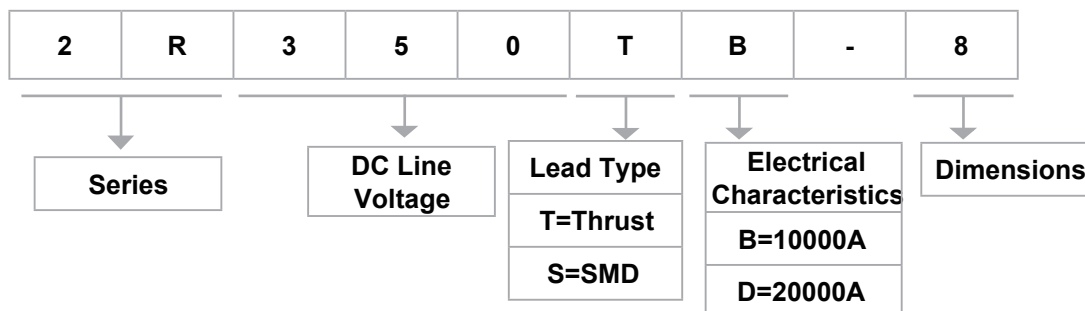 2 R 3 5 0 T B - 8
Series
DC Line
Voltage
Lead Type
T=Thrust
S=SMD
Electrical
Characteristics
B=10000A
D=20000A
Dimensions